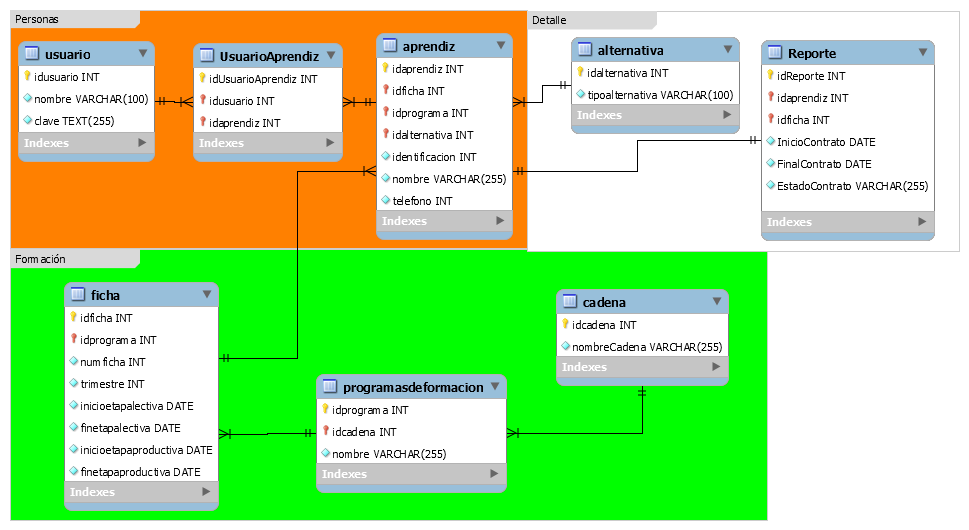 Personas
usuario
idusuario INT
nombre VARCHAR(100)
clave TEXT(255)
Indexes
UsuarioAprendiz
idUsuarioAprendiz INT
idusuario INT
idaprendiz INT
Indexes
aprendiz
idaprendiz INT
idficha INT
idprograma INT
idalternativa INT
identificacion INT
nombre VARCHAR(255)
telefono INT
Indexes
Detalle
alternativa
idalternativa INT
tipoalternativa VARCHAR(100)
Indexes
Reporte
idReporte INT
idaprendiz INT
idficha INT
InicioContrato DATE
FinalContrato DATE
EstadoContrato VARCHAR(255)
Indexes
Formación
ficha
idficha INT
idprograma INT
numficha INT
trimestre INT
inicioetapalectiva DATE
finetapalectiva DATE
inicioetapaproductiva DATE
finetapaproductiva DATE
Indexes
programasdeformacion
idprograma INT
idcadena INT
nombre VARCHAR(255)
Indexes
cadena
idcadena INT
nombreCadena VARCHAR(255)
Indexes